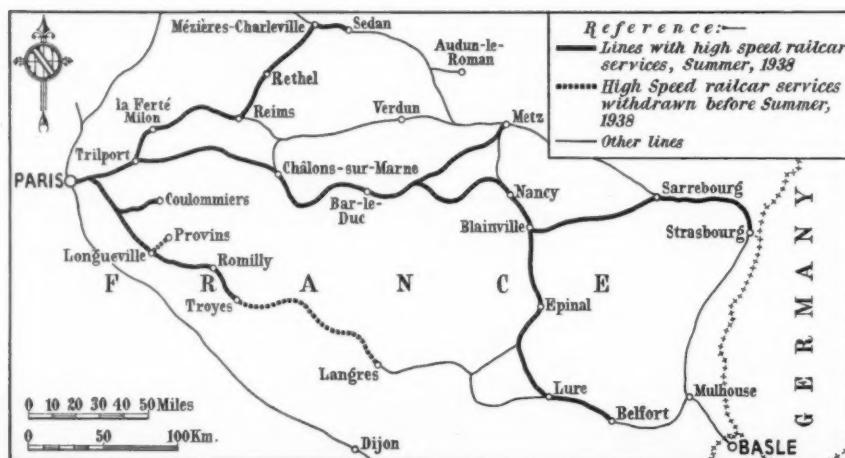 Reference:—
Lines with high speed railcar
services, Summer, 1938
High Speed railcar services
withdrawn before Summer,
1938
Other lines
Mézières-Charleville
Sedan
Audun-le-
Roman
Rethel
la Ferté
Milon
Reims
Verdun
Metz
Trilport
Châlons-sur-Marne
PARIS
Coulommiers
Bar-le-
Duc
Nancy
Sarrebourg
Blainville
Strasbourg
Provins
Longueville
Romilly
FRANCE
GERMANY
Troyes
Epinal
Langres
Lure
Mulhouse
Belfort
0 10 20 30 40 50 Miles
0 50 100 Km.
Dijon
BASLE